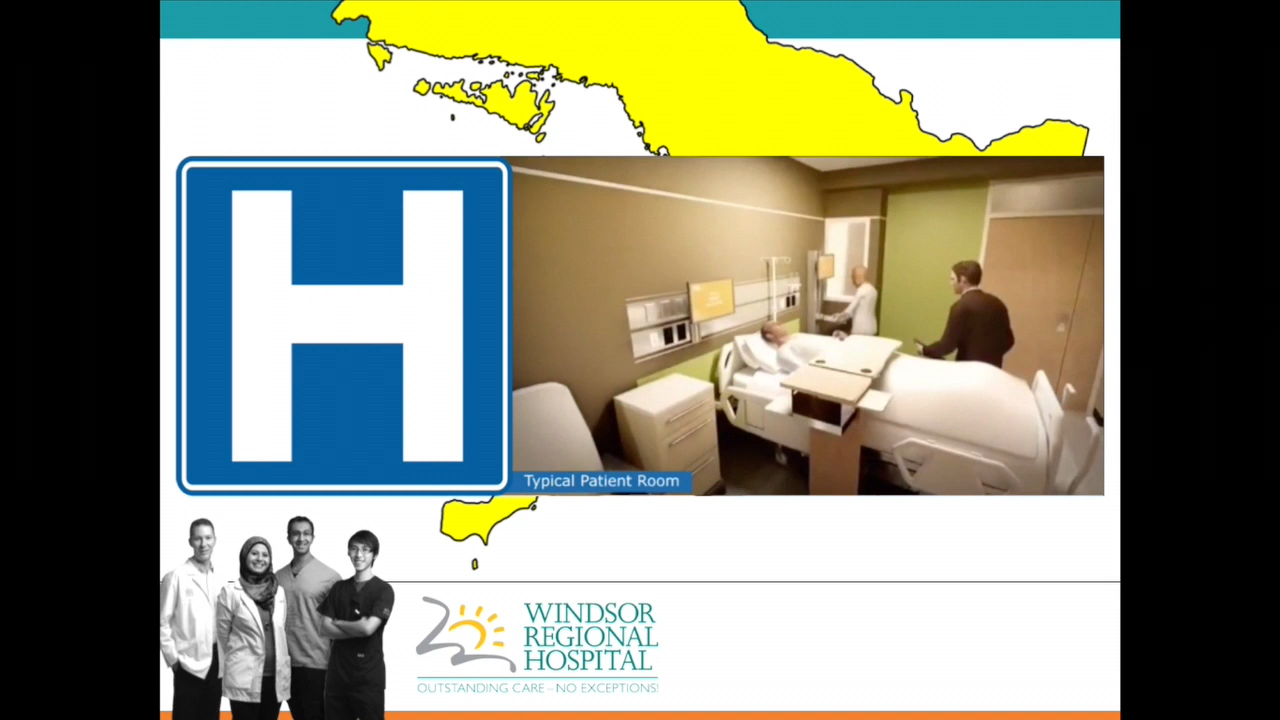 H
Typical Patient Room
WINDSOR
REGIONAL
HOSPITAL
OUTSTANDING CARE – NO EXCEPTIONS!